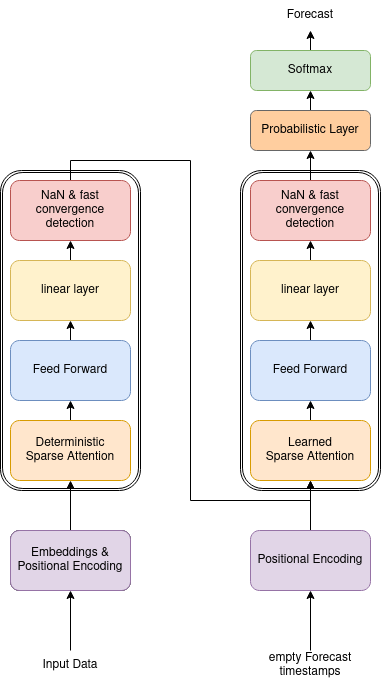 Forecast
Softmax
Probabilistic Layer
NaN & fast
convergence
detection
linear layer
Feed Forward
Deterministic
Sparse Attention
Embeddings &
Positional Encoding
Input Data
NaN & fast
convergence
detection
linear layer
Feed Forward
Learned
Sparse Attention
Positional Encoding
empty Forecast
timestamps